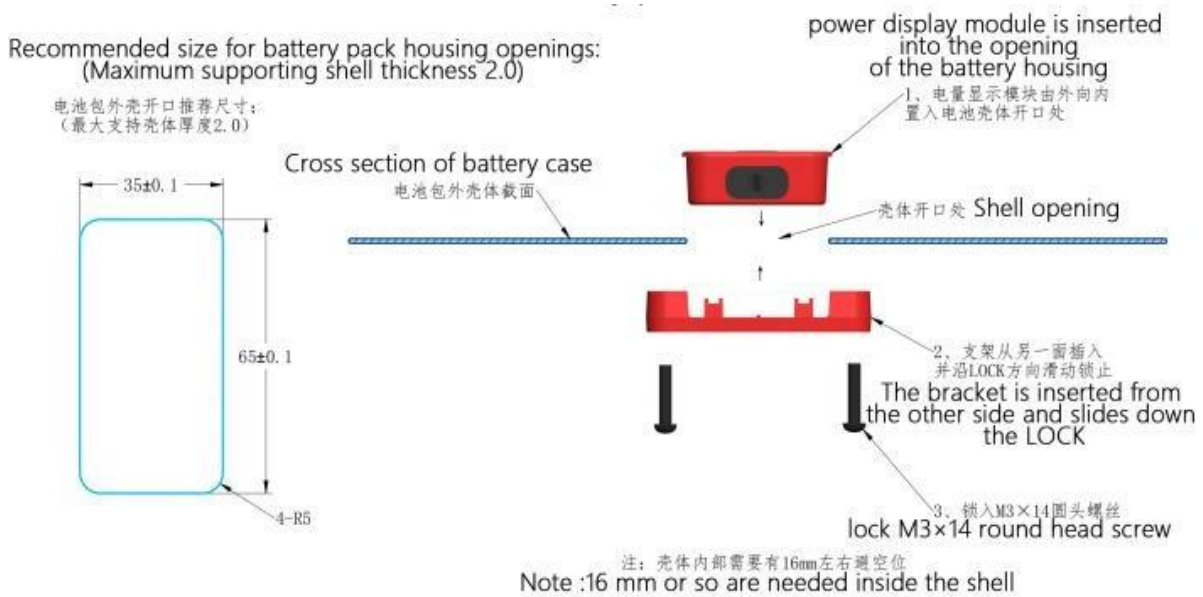 Recommended size for battery pack housing openings:
(Maximum supporting shell thickness 2.0)
电池包外壳开口推荐尺寸：
（最大支持壳体厚度2.0）
35±0.1
65±0.1
4-R5
power display module is inserted
into the opening
of the battery housing
1、电量显示模块由外向内
置入电池壳体开口处
Cross section of battery case
电池包外壳体截面
壳体开口处 Shell opening
2、支架从另一面插入
并沿LOCK方向滑动锁止
The bracket is inserted from
the other side and slides down
the LOCK
3、锁入M3×14圆头螺丝
lock M3×14 round head screw
注：壳体内部需要有16mm左右避空位
Note :16 mm or so are needed inside the shell